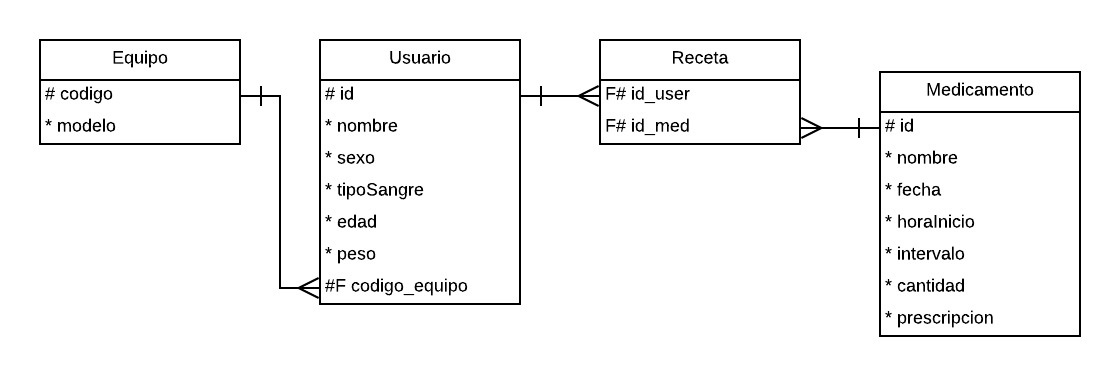 Equipo
# codigo
* modelo
Usuario
# id
* nombre
* sexo
* tipoSangre
* edad
* peso
#F codigo_equipo
Receta
F# id_user
F# id_med
Medicamento
# id
* nombre
* fecha
* horaInicio
* intervalo
* cantidad
* prescripcion